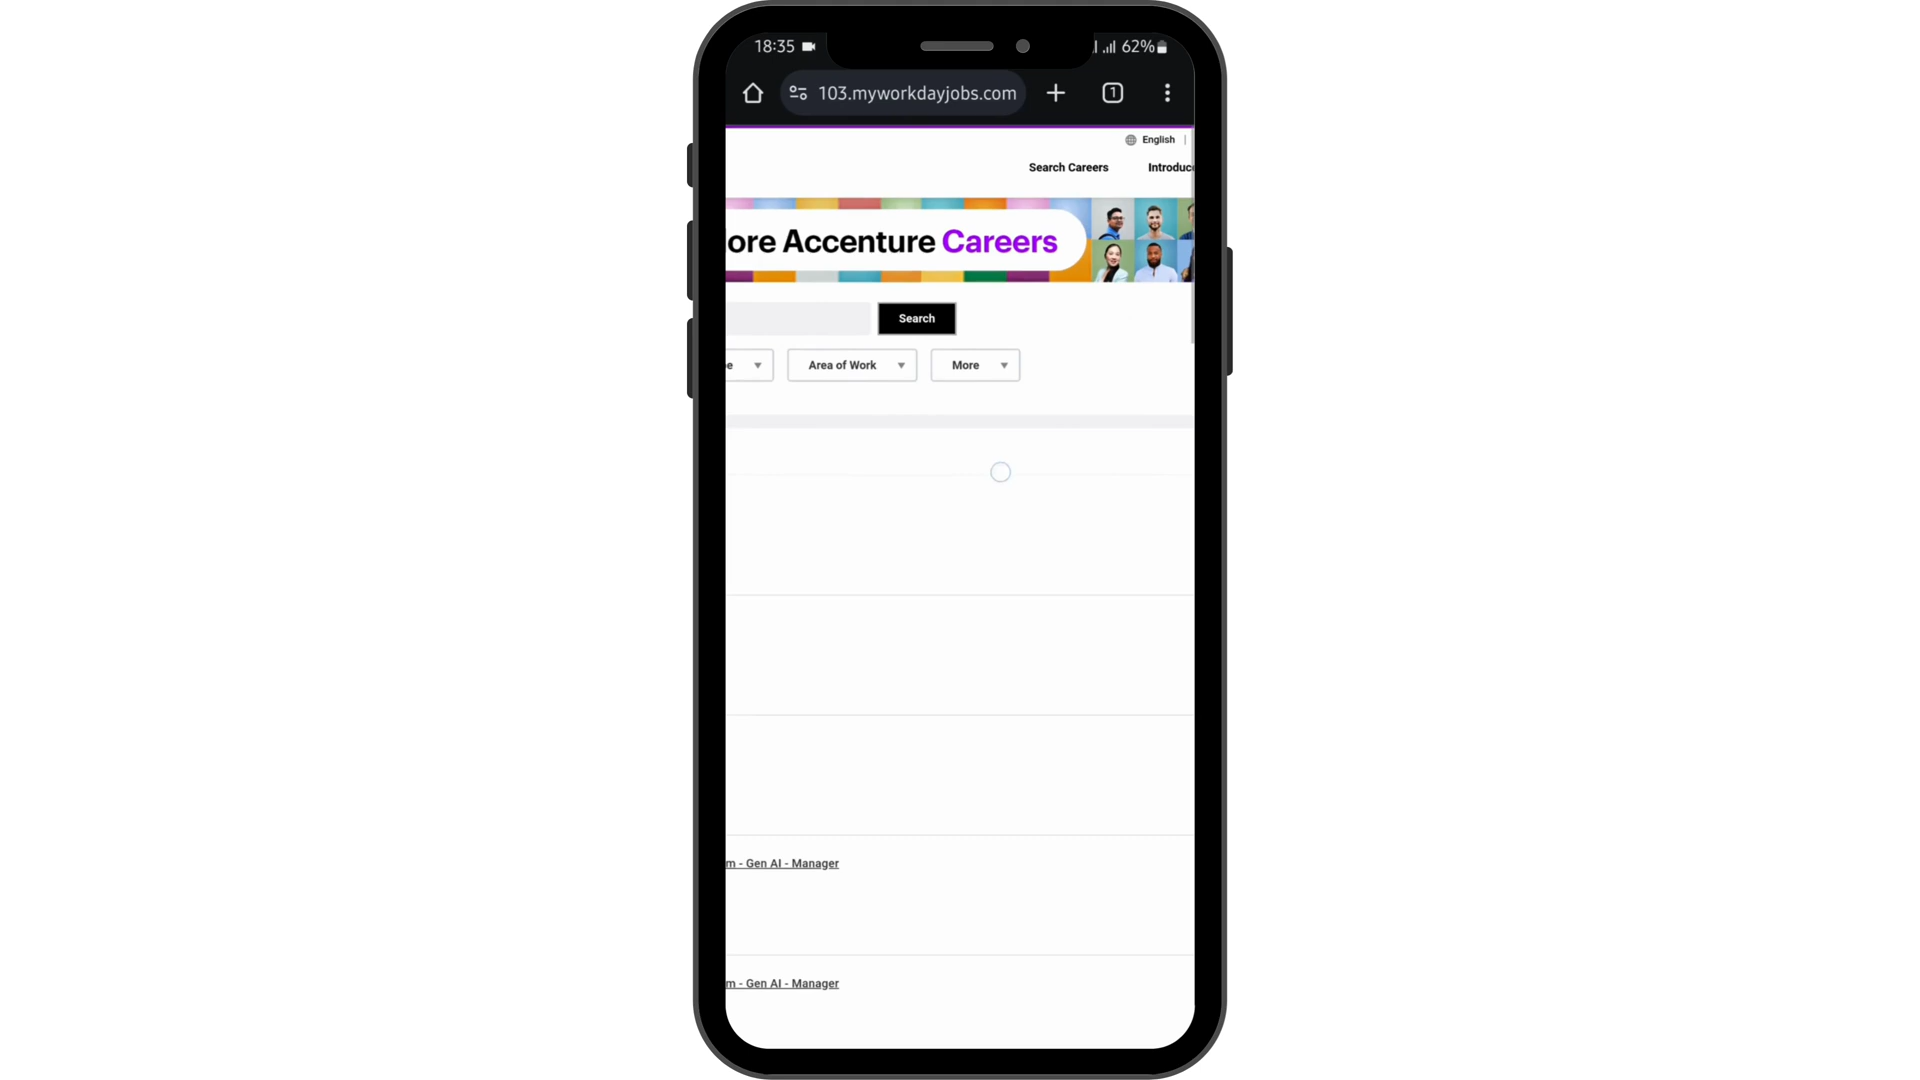 18:35
62%
103.myworkdayjobs.com
1
English
Search Careers
Introduc
ore Accenture Careers
Search
e
Area of Work
More
m - Gen AI - Manager
m - Gen AI - Manager